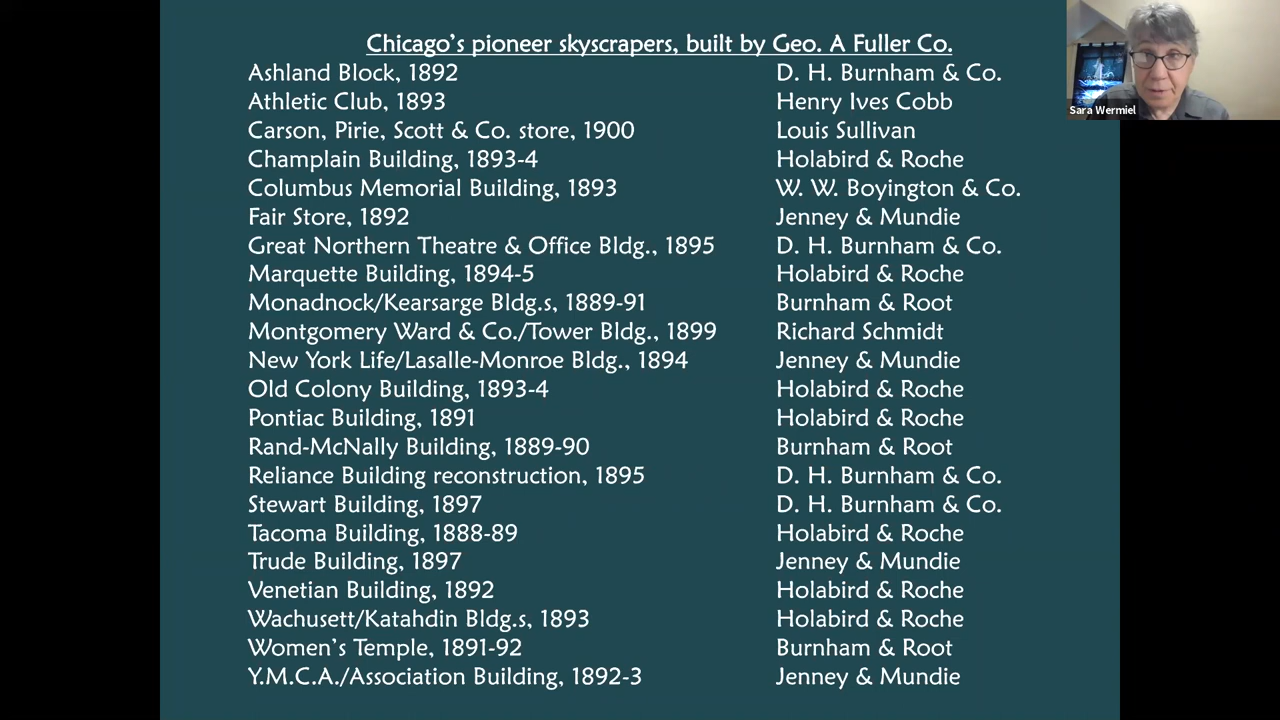 Chicago's pioneer skyscrapers, built by Geo. A Fuller Co.
Ashland Block, 1892 D. H. Burnham & Co.
Athletic Club, 1893 Henry Ives Cobb
Carson, Pirie, Scott & Co. store, 1900 Louis Sullivan
Champlain Building, 1893-4 Holabird & Roche
Columbus Memorial Building, 1893 W. W. Boyington & Co.
Fair Store, 1892 Jenney & Mundie
Great Northern Theatre & Office Bldg., 1895 D. H. Burnham & Co.
Marquette Building, 1894-5 Holabird & Roche
Monadnock/Kearsarge Bldg.s, 1889-91 Burnham & Root
Montgomery Ward & Co./Tower Bldg., 1899 Richard Schmidt
New York Life/Lasalle-Monroe Bldg., 1894 Jenney & Mundie
Old Colony Building, 1893-4 Holabird & Roche
Pontiac Building, 1891 Holabird & Roche
Rand-McNally Building, 1889-90 Burnham & Root
Reliance Building reconstruction, 1895 D. H. Burnham & Co.
Stewart Building, 1897 D. H. Burnham & Co.
Tacoma Building, 1888-89 Holabird & Roche
Trude Building, 1897 Jenney & Mundie
Venetian Building, 1892 Holabird & Roche
Wachusett/Katahdin Bldg.s, 1893 Holabird & Roche
Women's Temple, 1891-92 Burnham & Root
Y.M.C.A./Association Building, 1892-3 Jenney & Mundie
Sara Wermiel